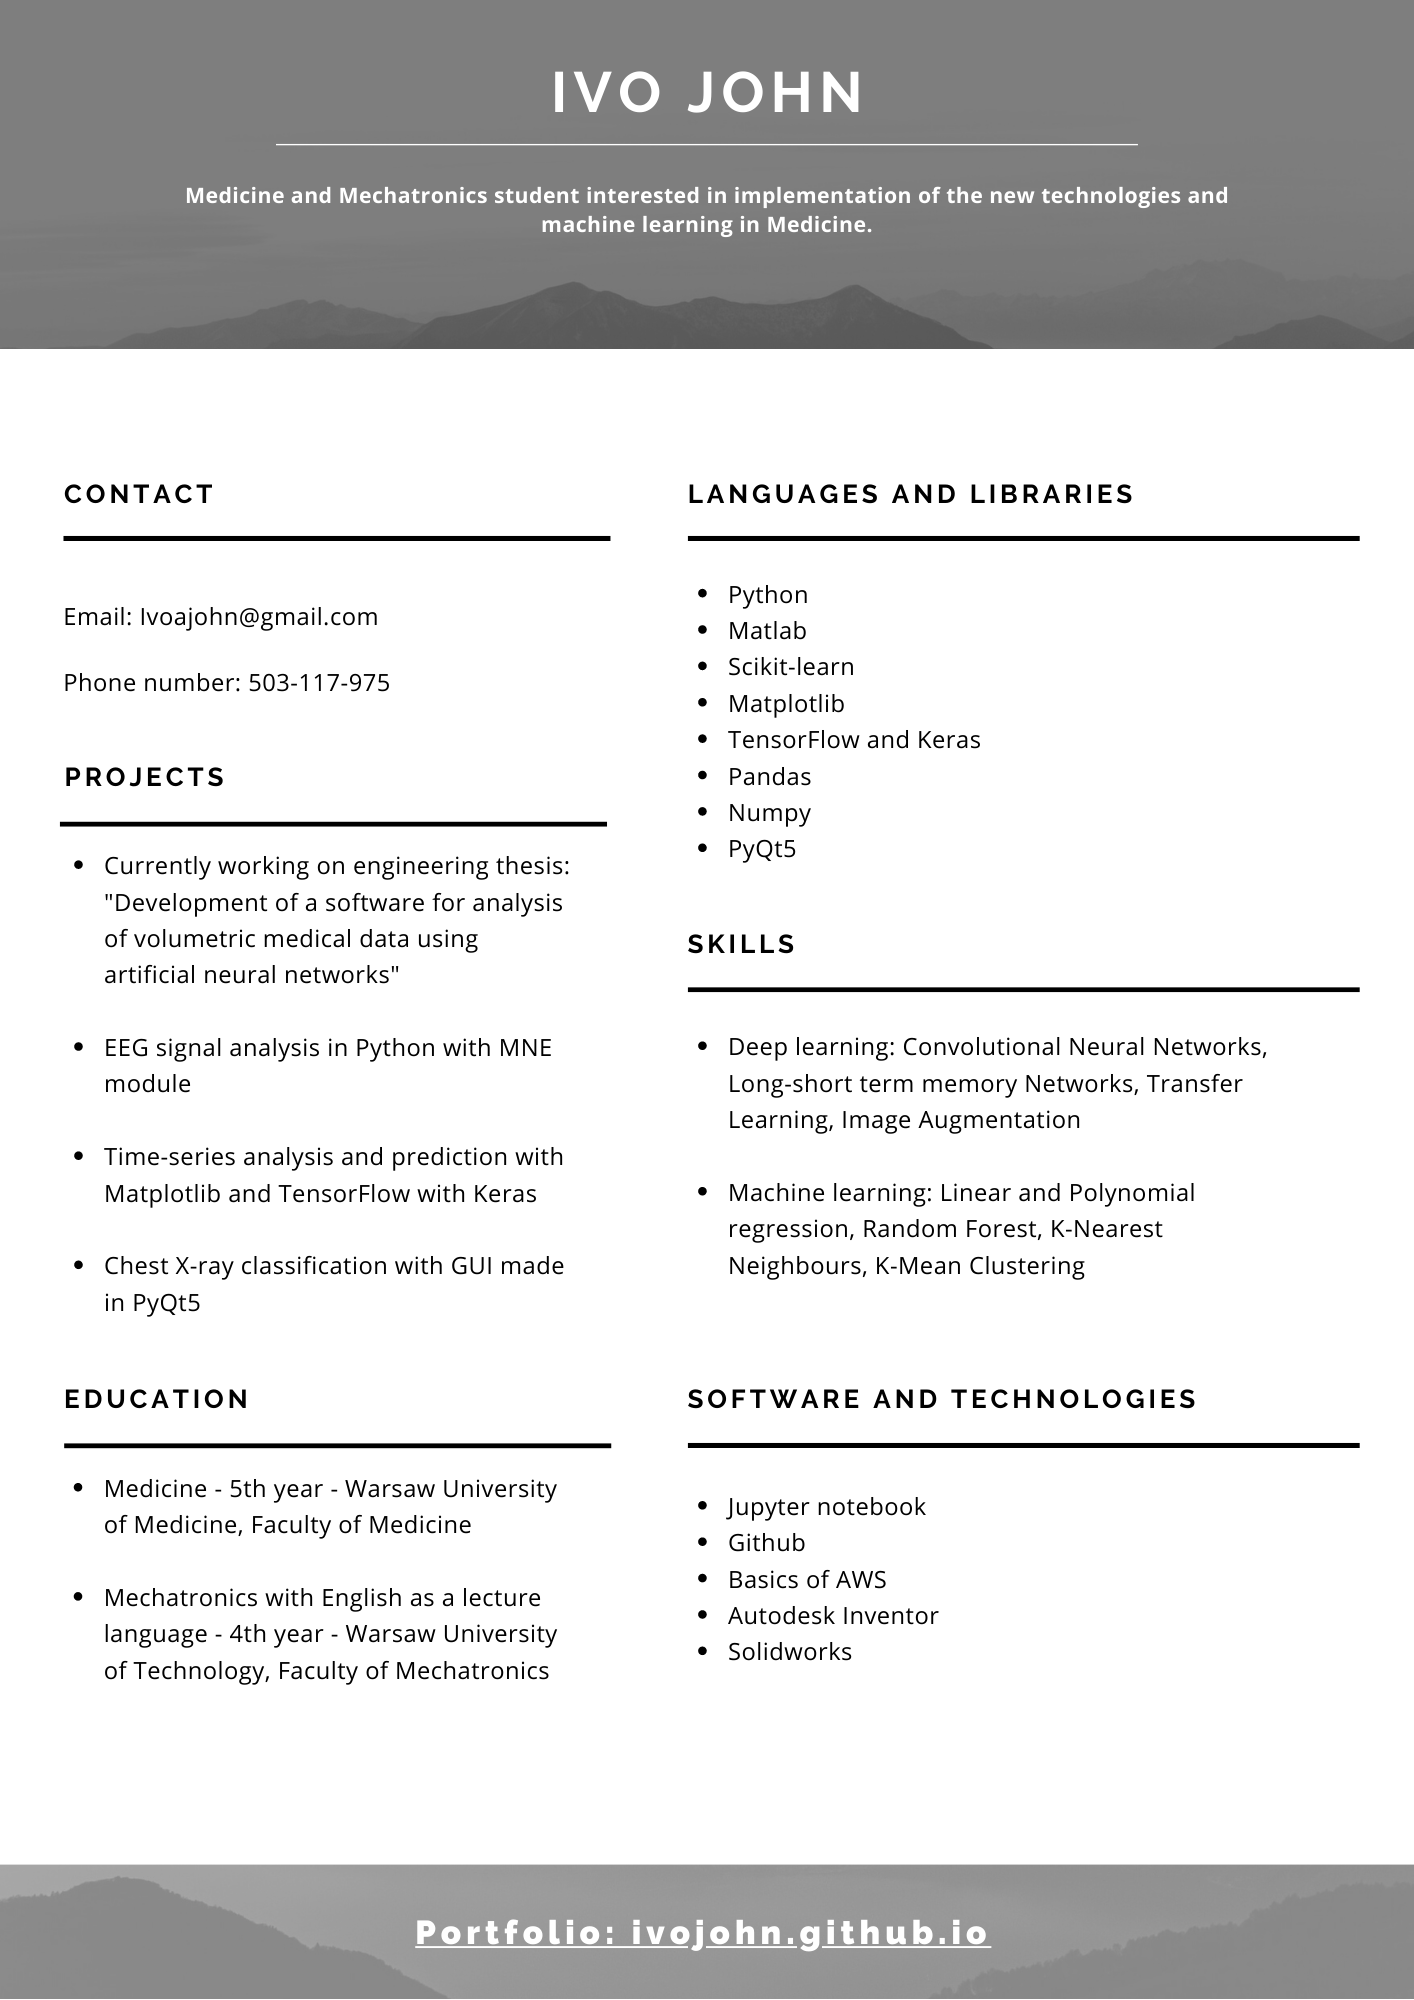 IVO JOHN
Medicine and Mechatronics student interested in implementation of the new technologies and
machine learning in Medicine.
CONTACT
Email: Ivoajohn@gmail.com
Phone number: 503-117-975
PROJECTS
• Currently working on engineering thesis:
"Development of a software for analysis
of volumetric medical data using
artificial neural networks"
• EEG signal analysis in Python with MNE
module
• Time-series analysis and prediction with
Matplotlib and TensorFlow with Keras
• Chest X-ray classification with GUI made
in PyQt5
EDUCATION
• Medicine - 5th year - Warsaw University
of Medicine, Faculty of Medicine
• Mechatronics with English as a lecture
language - 4th year - Warsaw University
of Technology, Faculty of Mechatronics
LANGUAGES AND LIBRARIES
• Python
• Matlab
• Scikit-learn
• Matplotlib
• TensorFlow and Keras
• Pandas
• Numpy
• PyQt5
SKILLS
• Deep learning: Convolutional Neural Networks,
Long-short term memory Networks, Transfer
Learning, Image Augmentation
• Machine learning: Linear and Polynomial
regression, Random Forest, K-Nearest
Neighbours, K-Mean Clustering
SOFTWARE AND TECHNOLOGIES
• Jupyter notebook
• Github
• Basics of AWS
• Autodesk Inventor
• Solidworks
Portfolio: ivojohn.github.io